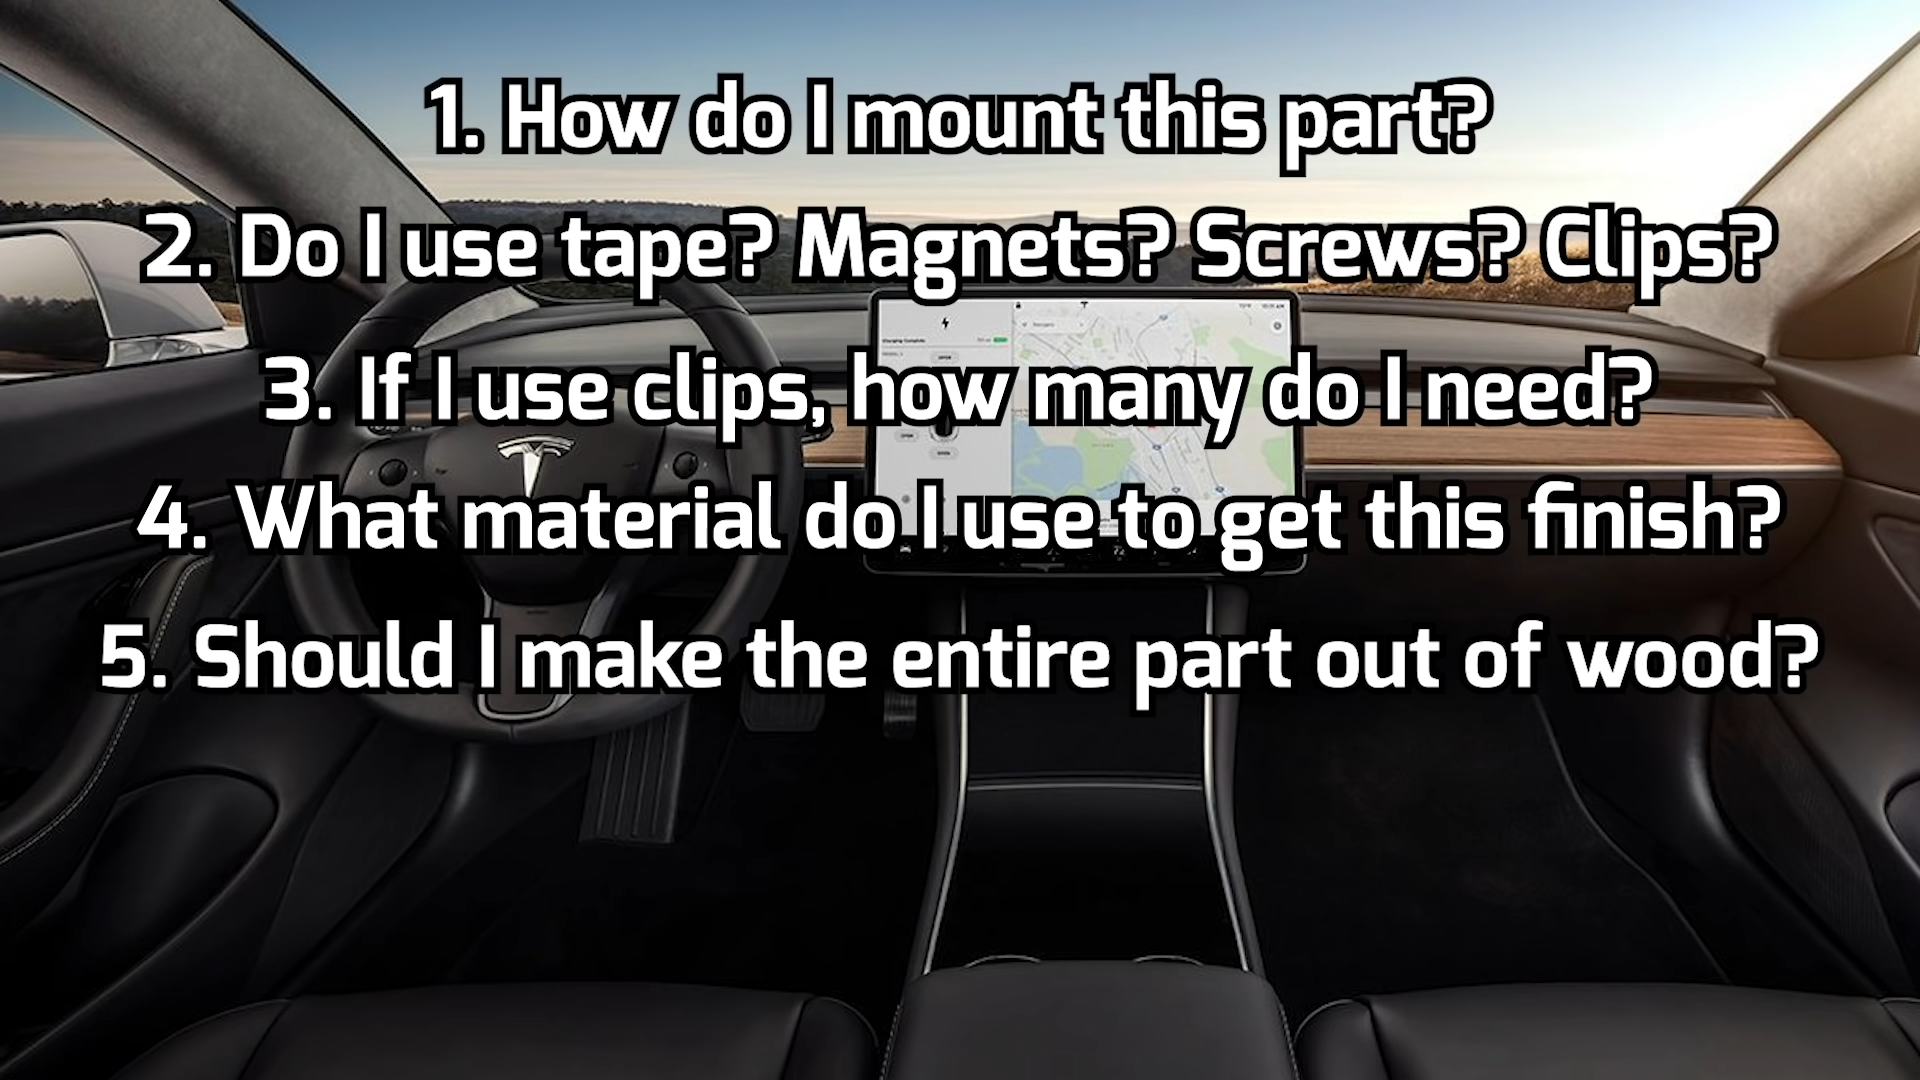 1. How do I mount this part?
2. Do I use tape? Magnets? Screws? Clips?
3. If I use clips, how many do I need?
4. What material do I use to get this finish?
5. Should I make the entire part out of wood?